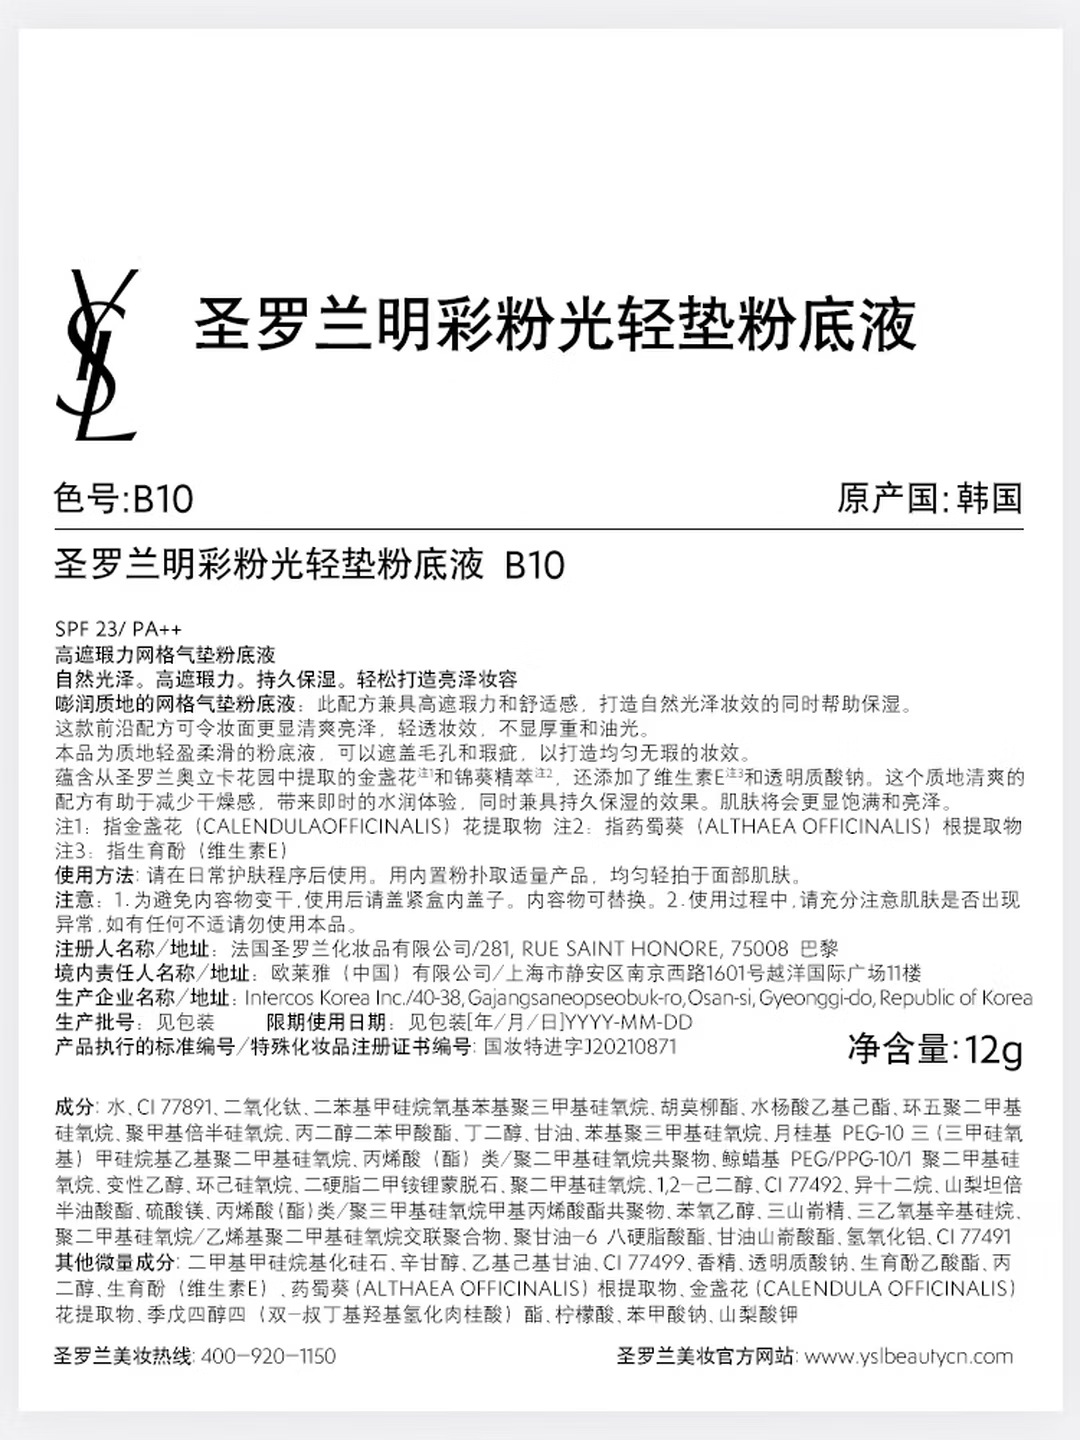 YSL
圣罗兰明彩粉光轻垫粉底液
色号:B10 原产国:韩国
圣罗兰明彩粉光轻垫粉底液 B10
SPF 23/ PA++
高遮瑕力网格气垫粉底液
自然光泽。高遮瑕力。持久保湿。轻松打造亮泽妆容
嘭润质地的网格气垫粉底液：此配方兼具高遮瑕力和舒适感，打造自然光泽妆效的同时帮助保湿。
这款前沿配方可令妆面更显清爽亮泽，轻透妆效，不显厚重和油光。
本品为质地轻盈柔滑的粉底液，可以遮盖毛孔和瑕疵，以打造均匀无瑕的妆效。
蕴含从圣罗兰奥立卡花园中提取的金盏花注1和锦葵精萃注2，还添加了维生素E注3和透明质酸钠。这个质地清爽的
配方有助于减少干燥感，带来即时的水润体验，同时兼具持久保湿的效果。肌肤将会更显饱满和亮泽。
注1：指金盏花（CALENDULAOFFICINALIS）花提取物 注2：指药蜀葵（ALTHAEA OFFICINALIS）根提取物
注3：指生育酚（维生素E）
使用方法: 请在日常护肤程序后使用。用内置粉扑取适量产品，均匀轻拍于面部肌肤。
注意：1.为避免内容物变干,使用后请盖紧盒内盖子。内容物可替换。2.使用过程中,请充分注意肌肤是否出现
异常,如有任何不适请勿使用本品。
注册人名称/地址：法国圣罗兰化妆品有限公司/281, RUE SAINT HONORE, 75008 巴黎
境内责任人名称/地址：欧莱雅（中国）有限公司/上海市静安区南京西路1601号越洋国际广场11楼
生产企业名称/地址：Intercos Korea Inc./40-38, Gajangsaneopseobuk-ro, Osan-si, Gyeonggi-do, Republic of Korea
生产批号：见包装 限期使用日期：见包装[年/月/日]YYYY-MM-DD
产品执行的标准编号/特殊化妆品注册证书编号: 国妆特进字J20210871 净含量:12g
成分: 水、CI 77891、二氧化钛、二苯基甲硅烷氧基苯基聚三甲基硅氧烷、胡莫柳酯、水杨酸乙基己酯、环五聚二甲基
硅氧烷、聚甲基倍半硅氧烷、丙二醇二苯甲酸酯、丁二醇、甘油、苯基聚三甲基硅氧烷、月桂基 PEG-10 三（三甲硅氧
基）甲硅烷基乙基聚二甲基硅氧烷、丙烯酸（酯）类/聚二甲基硅氧烷共聚物、鲸蜡基 PEG/PPG-10/1 聚二甲基硅
氧烷、变性乙醇、环己硅氧烷、二硬脂二甲铵锂蒙脱石、聚二甲基硅氧烷、1,2-己二醇、CI 77492、异十二烷、山梨坦倍
半油酸酯、硫酸镁、丙烯酸(酯)类/聚三甲基硅氧烷甲基丙烯酸酯共聚物、苯氧乙醇、三山嵛精、三乙氧基辛基硅烷、
聚二甲基硅氧烷/乙烯基聚二甲基硅氧烷交联聚合物、聚甘油-6 八硬脂酸酯、甘油山嵛酸酯、氢氧化铝、CI 77491
其他微量成分: 二甲基甲硅烷基化硅石、辛甘醇、乙基己基甘油、CI 77499、香精、透明质酸钠、生育酚乙酸酯、丙
二醇、生育酚（维生素E）、药蜀葵（ALTHAEA OFFICINALIS）根提取物、金盏花（CALENDULA OFFICINALIS）
花提取物、季戊四醇四（双-叔丁基羟基氢化肉桂酸）酯、柠檬酸、苯甲酸钠、山梨酸钾
圣罗兰美妆热线: 400-920-1150 圣罗兰美妆官方网站: www.yslbeautycn.com